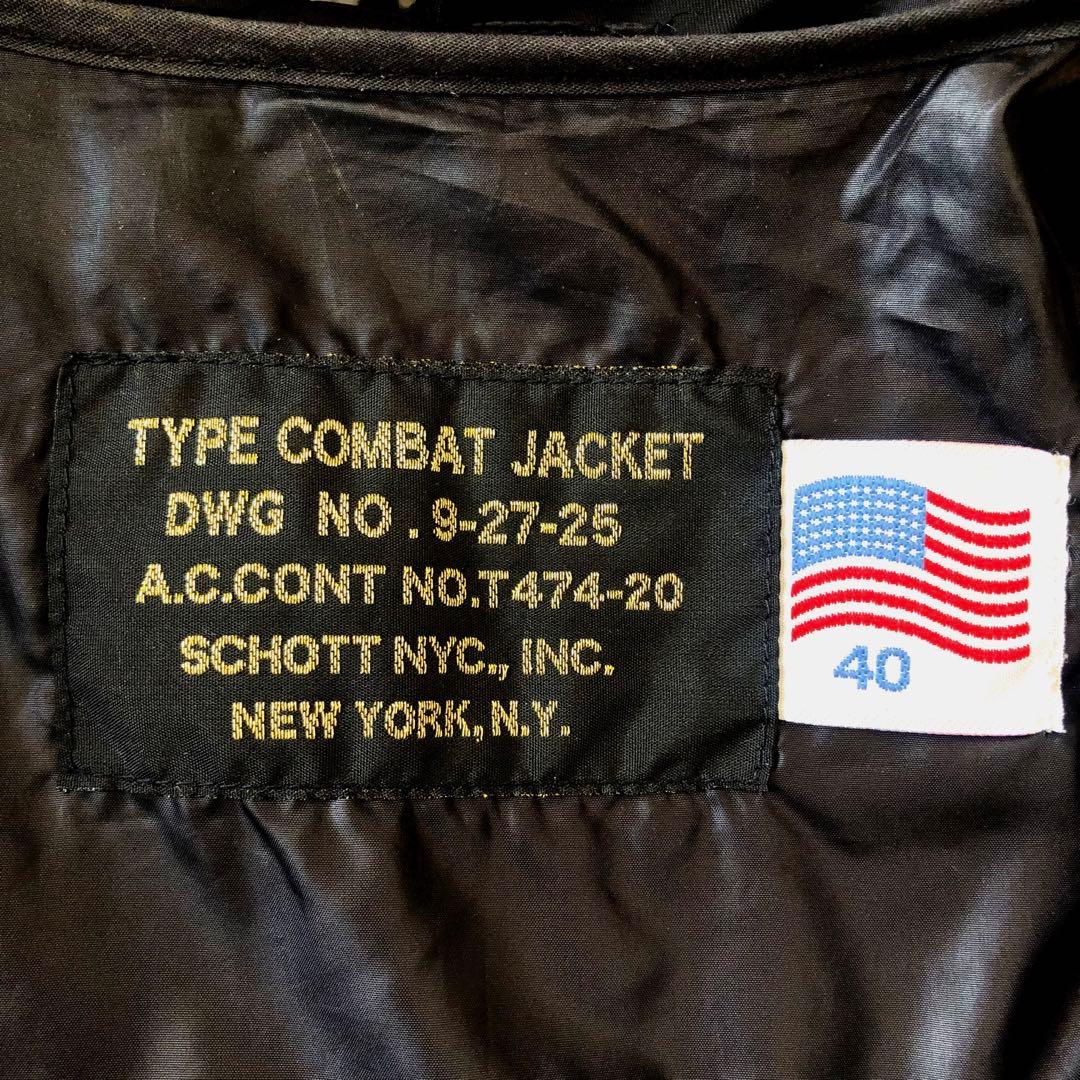 TYPE COMBAT JACKET
DWG NO. 9-27-25
A.C.CONT NO.T474-20
SCHOTT NYC., INC.
NEW YORK, N.Y.
40